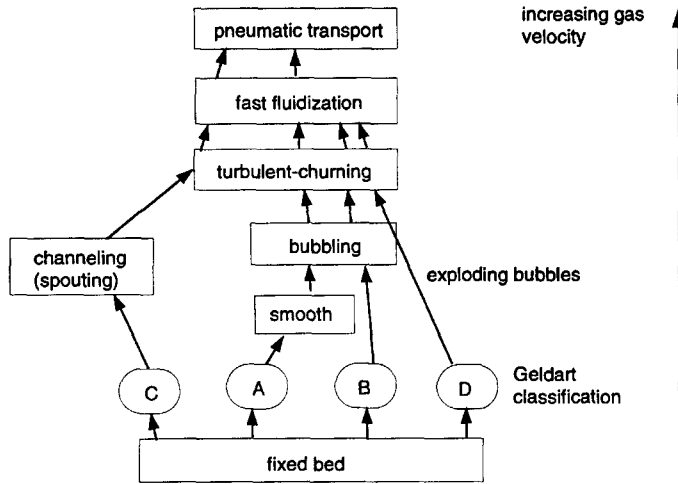 increasing gas
velocity
pneumatic transport
fast fluidization
turbulent-churning
channeling
(spouting)
bubbling
exploding bubbles
smooth
C
A
B
D
Geldart
classification
fixed bed